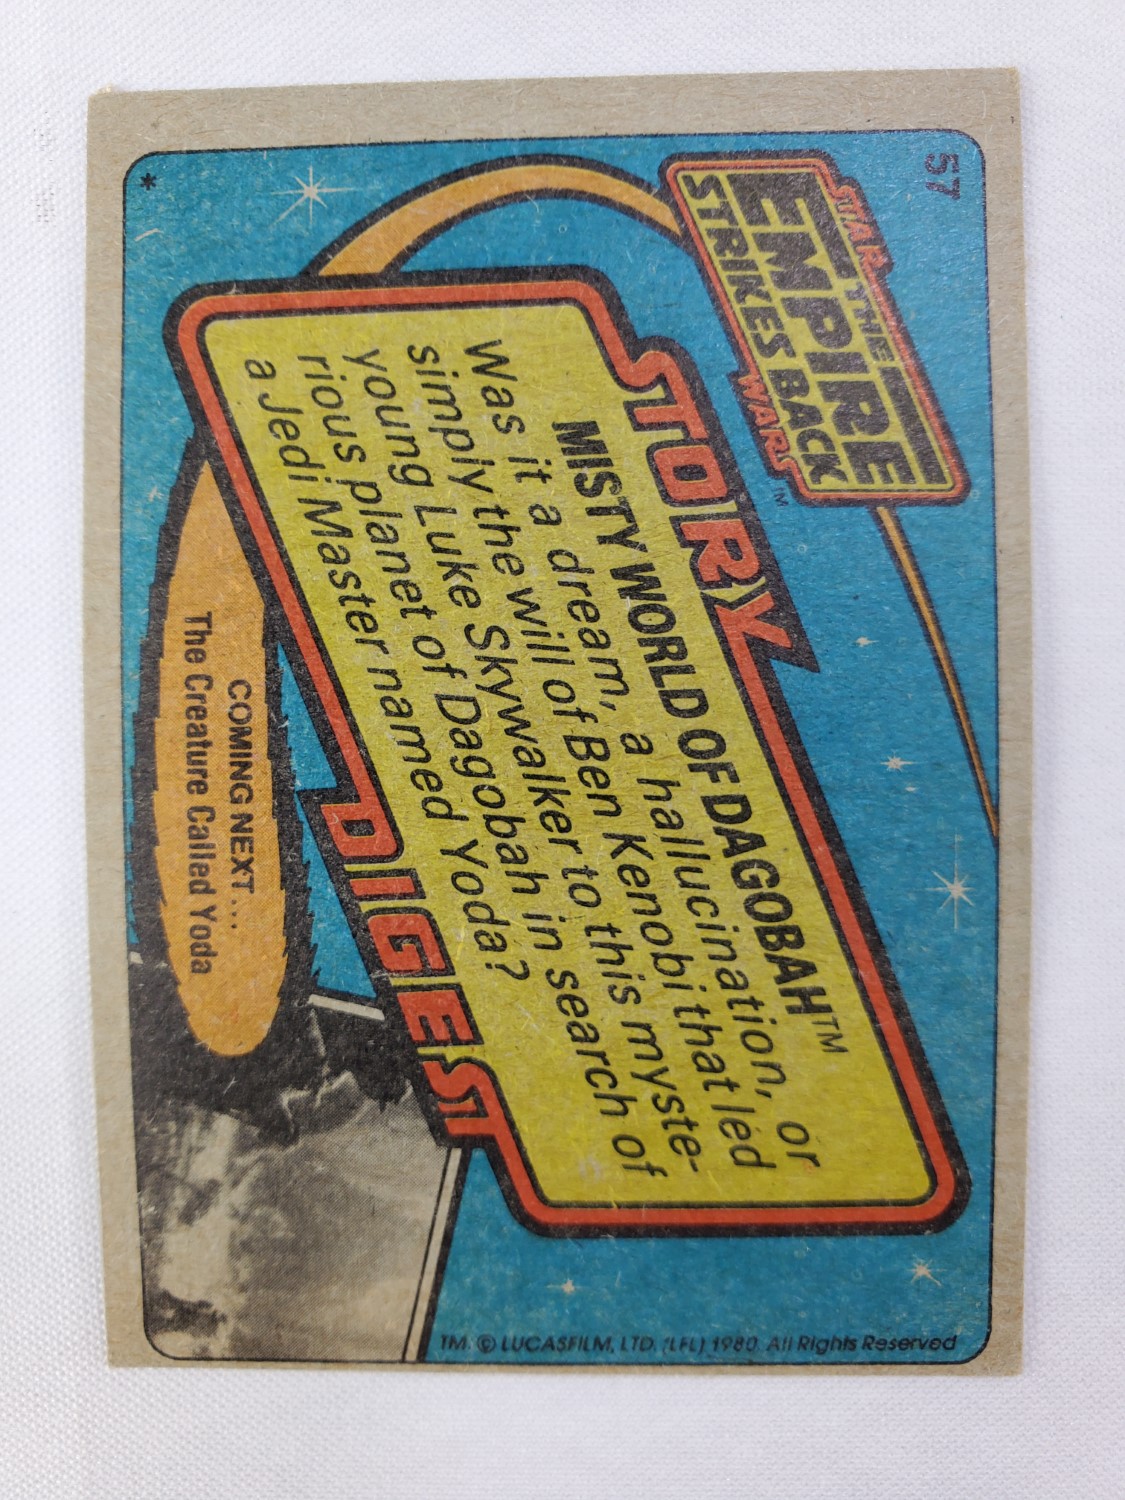 57
STAR
THE
EMPIRE
STRIKES BACK
WARS™
STORY
MISTY WORLD OF DAGOBAH™
Was it a dream, a hallucination, or
simply the will of Ben Kenobi that led
young Luke Skywalker to this myste-
rious planet of Dagobah in search of
a Jedi Master named Yoda?
DIGEST
COMING NEXT...
The Creature Called Yoda
*
TM. © LUCASFILM, LTD. (LFL) 1980. All Rights Reserved